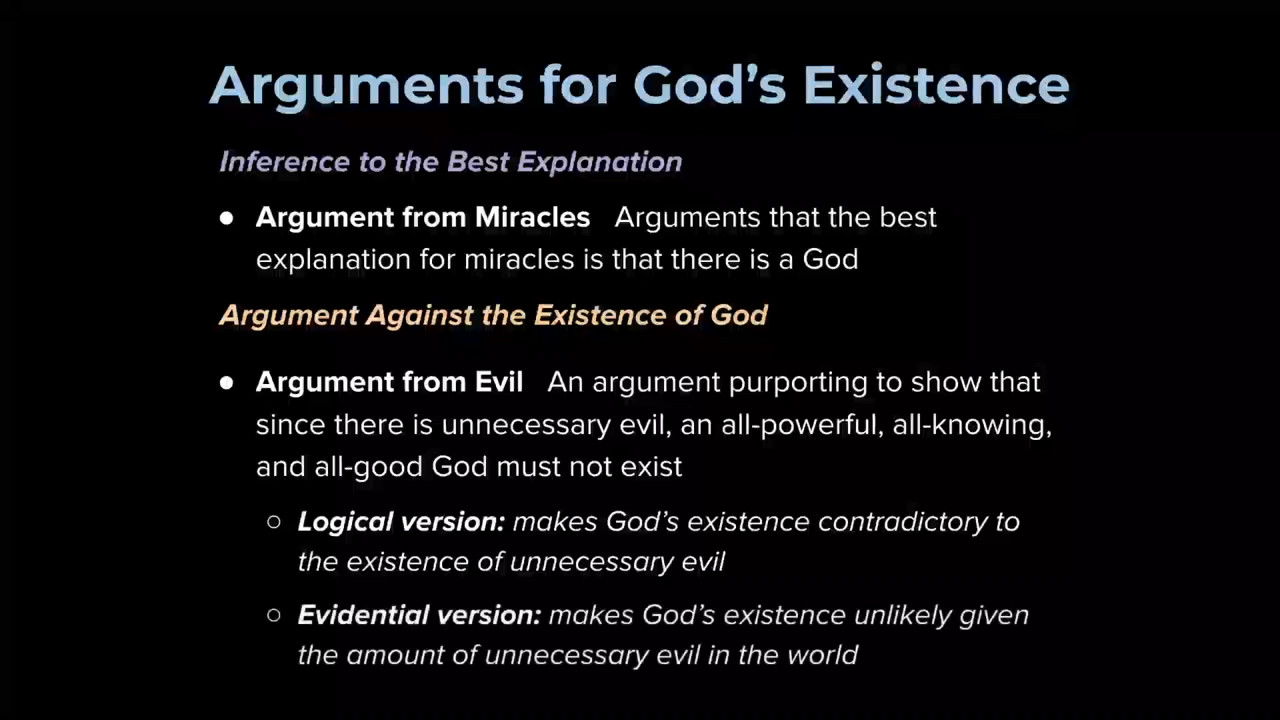 Arguments for God's Existence
Inference to the Best Explanation
● Argument from Miracles Arguments that the best
explanation for miracles is that there is a God
Argument Against the Existence of God
● Argument from Evil An argument purporting to show that
since there is unnecessary evil, an all-powerful, all-knowing,
and all-good God must not exist
○ Logical version: makes God's existence contradictory to
the existence of unnecessary evil
○ Evidential version: makes God's existence unlikely given
the amount of unnecessary evil in the world